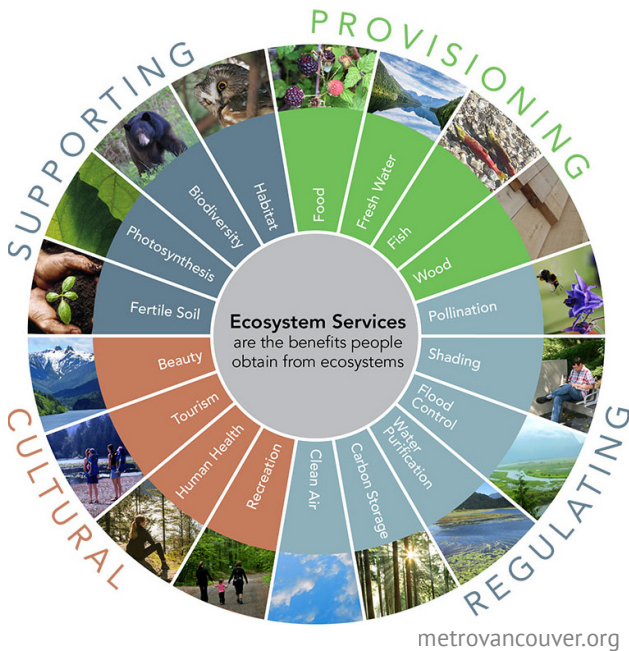 PROVISIONING
SUPPORTING
CULTURAL
REGULATING
Food
Fresh Water
Fish
Wood
Pollination
Shading
Flood
Control
Water
Purification
Carbon Storage
Clean Air
Recreation
Human Health
Tourism
Beauty
Fertile Soil
Photosynthesis
Biodiversity
Habitat
Ecosystem Services
are the benefits people
obtain from ecosystems
metrovancouver.org